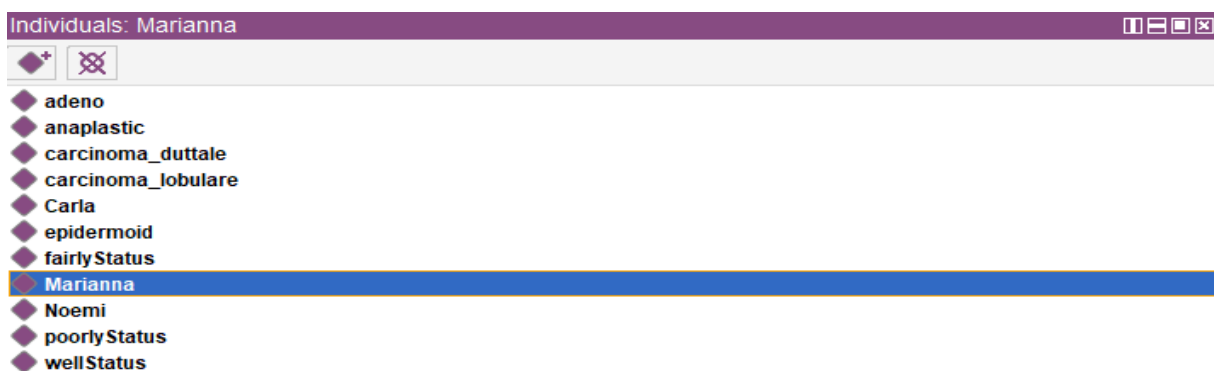 Individuals: Marianna
adeno
anaplastic
carcinoma_duttale
carcinoma_lobulare
Carla
epidermoid
fairlyStatus
Marianna
Noemi
poorlyStatus
wellStatus